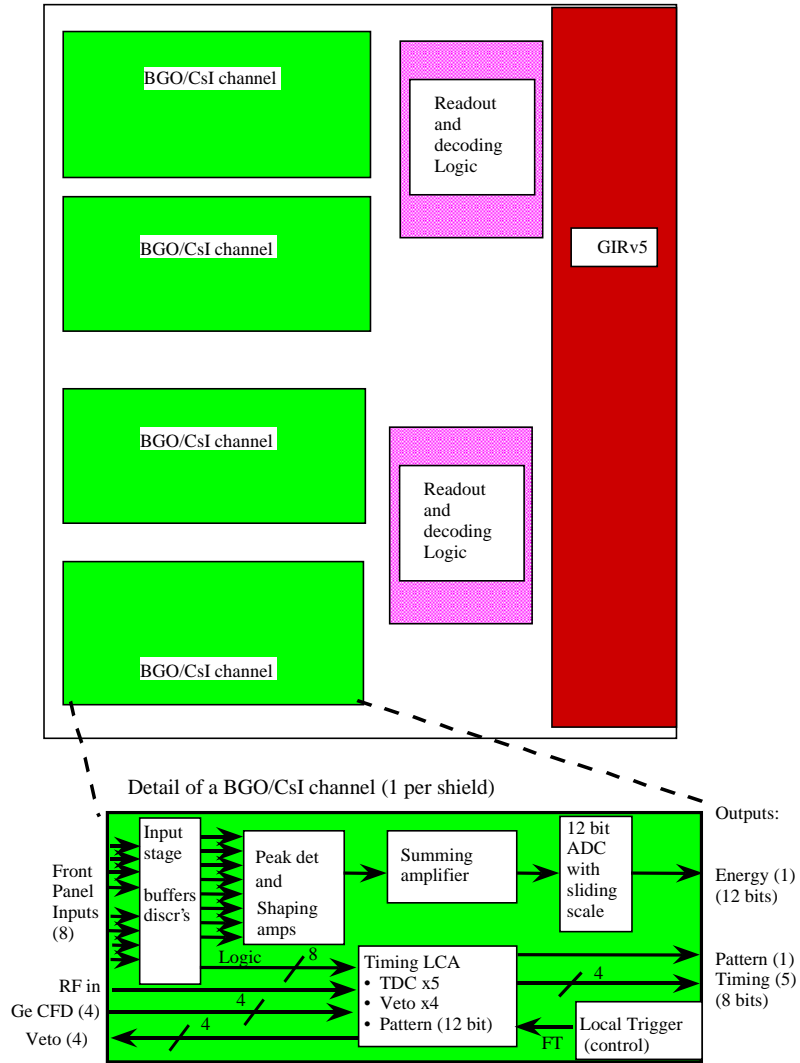 BGO/CsI channel
Readout
and
decoding
Logic
BGO/CsI channel
GIRv5
BGO/CsI channel
Readout
and
decoding
Logic
BGO/CsI channel
Detail of a BGO/CsI channel (1 per shield)
Outputs:
Front
Panel
Inputs
(8)
Input
stage
buffers
discr's
Peak det
and
Shaping
amps
Summing
amplifier
12 bit
ADC
with
sliding
scale
Energy (1)
(12 bits)
Logic
8
RF in
Ge CFD (4)
4
Veto (4)
4
Timing LCA
• TDC x5
• Veto x4
• Pattern (12 bit)
4
Pattern (1)
Timing (5)
(8 bits)
FT
Local Trigger
(control)